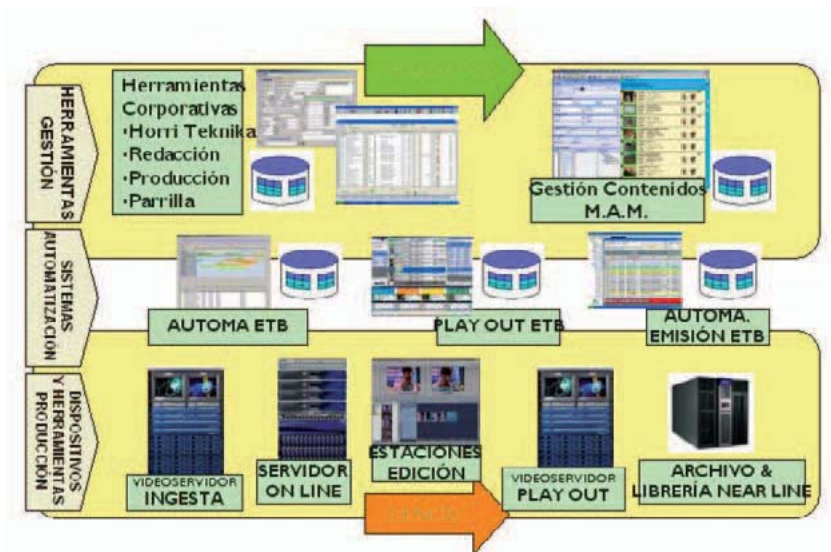 HERRAMIENTAS
GESTIÓN
Herramientas
Corporativas
•Horri Teknika
•Redacción
•Producción
•Parrilla
Gestión Contenidos
M.A.M.
SISTEMAS
AUTOMATIZACIÓN
AUTOMA ETB
PLAY OUT ETB
AUTOMA.
EMISIÓN ETB
DISPOSITIVOS
Y HERRAMIENTAS
PRODUCCIÓN
VIDEOSERVIDOR
INGESTA
SERVIDOR
ON LINE
ESTACIONES
EDICIÓN
VIDEOSERVIDOR
PLAY OUT
ARCHIVO &
LIBRERÍA NEAR LINE